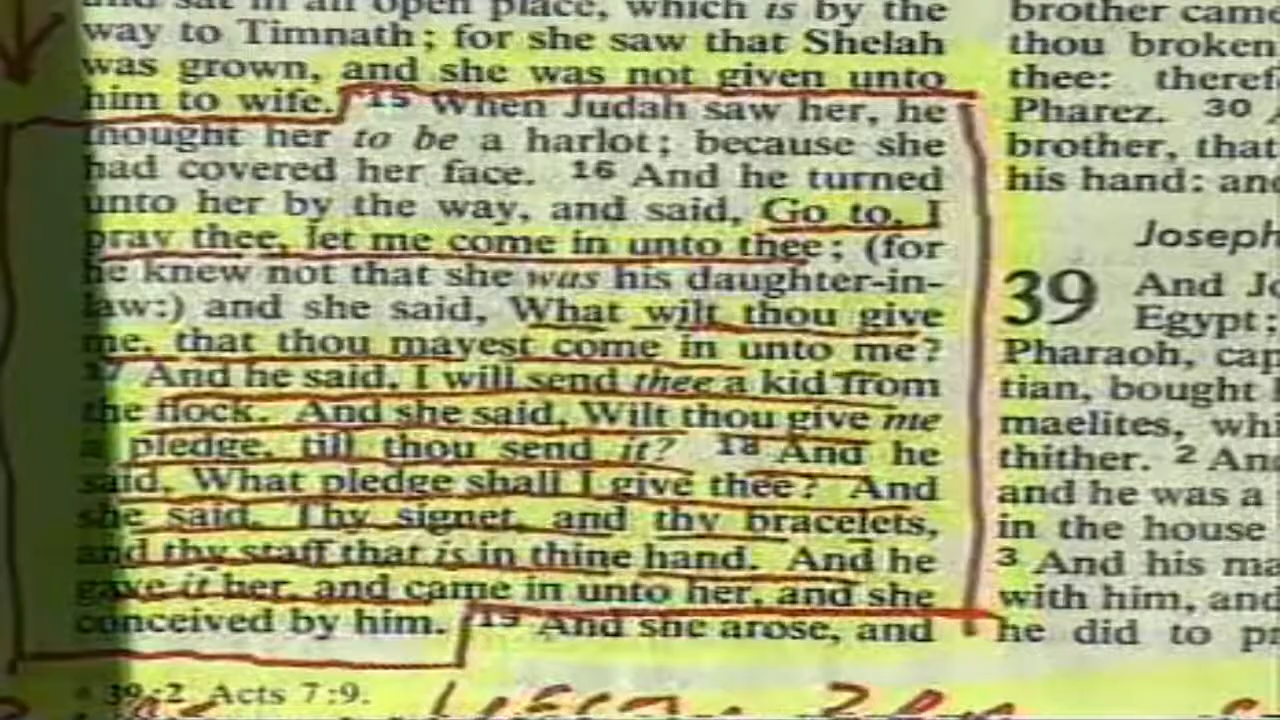 and sat in an open place, which is by the
way to Timnath; for she saw that Shelah
was grown, and she was not given unto
him to wife. 15 When Judah saw her, he
thought her to be a harlot; because she
had covered her face. 16 And he turned
unto her by the way, and said, Go to, I
pray thee, let me come in unto thee; (for
he knew not that she was his daughter-in-
law:) and she said, What wilt thou give
me, that thou mayest come in unto me?
17 And he said, I will send thee a kid from
the flock. And she said, Wilt thou give me
a pledge, till thou send it? 18 And he
said, What pledge shall I give thee? And
she said, Thy signet, and thy bracelets,
and thy staff that is in thine hand. And he
gave it her, and came in unto her, and she
conceived by him. 19 And she arose, and
39:2 Acts 7:9.
brother came
thou broken
thee: theref
Pharez. 30
brother, that
his hand: and
Joseph
39 And Jo
Egypt;
Pharaoh, cap
tian, bought
maelites, whi
thither. 2 And
and he was a
in the house
3 And his ma
with him, and
he did to pr